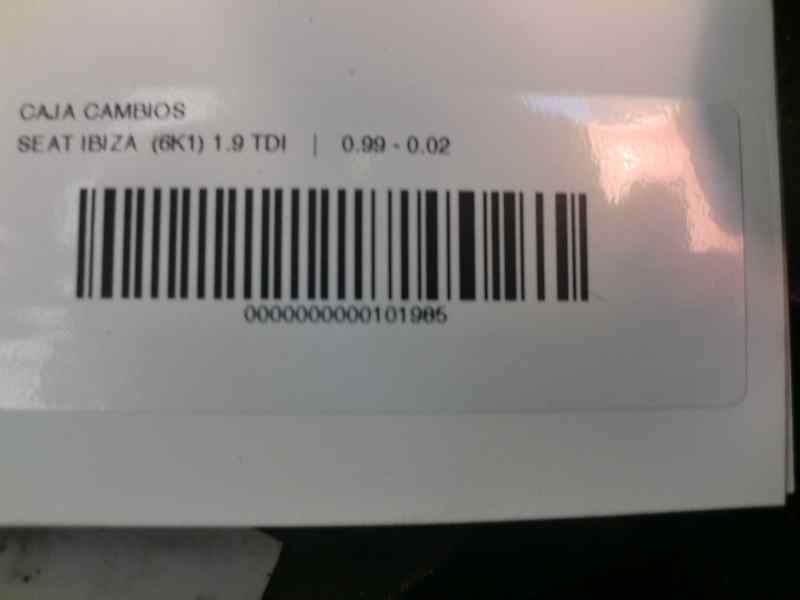 CAJA CAMBIOS
SEAT IBIZA (6K1) 1.9 TDI | 0.99 - 0.02
0000000000101985